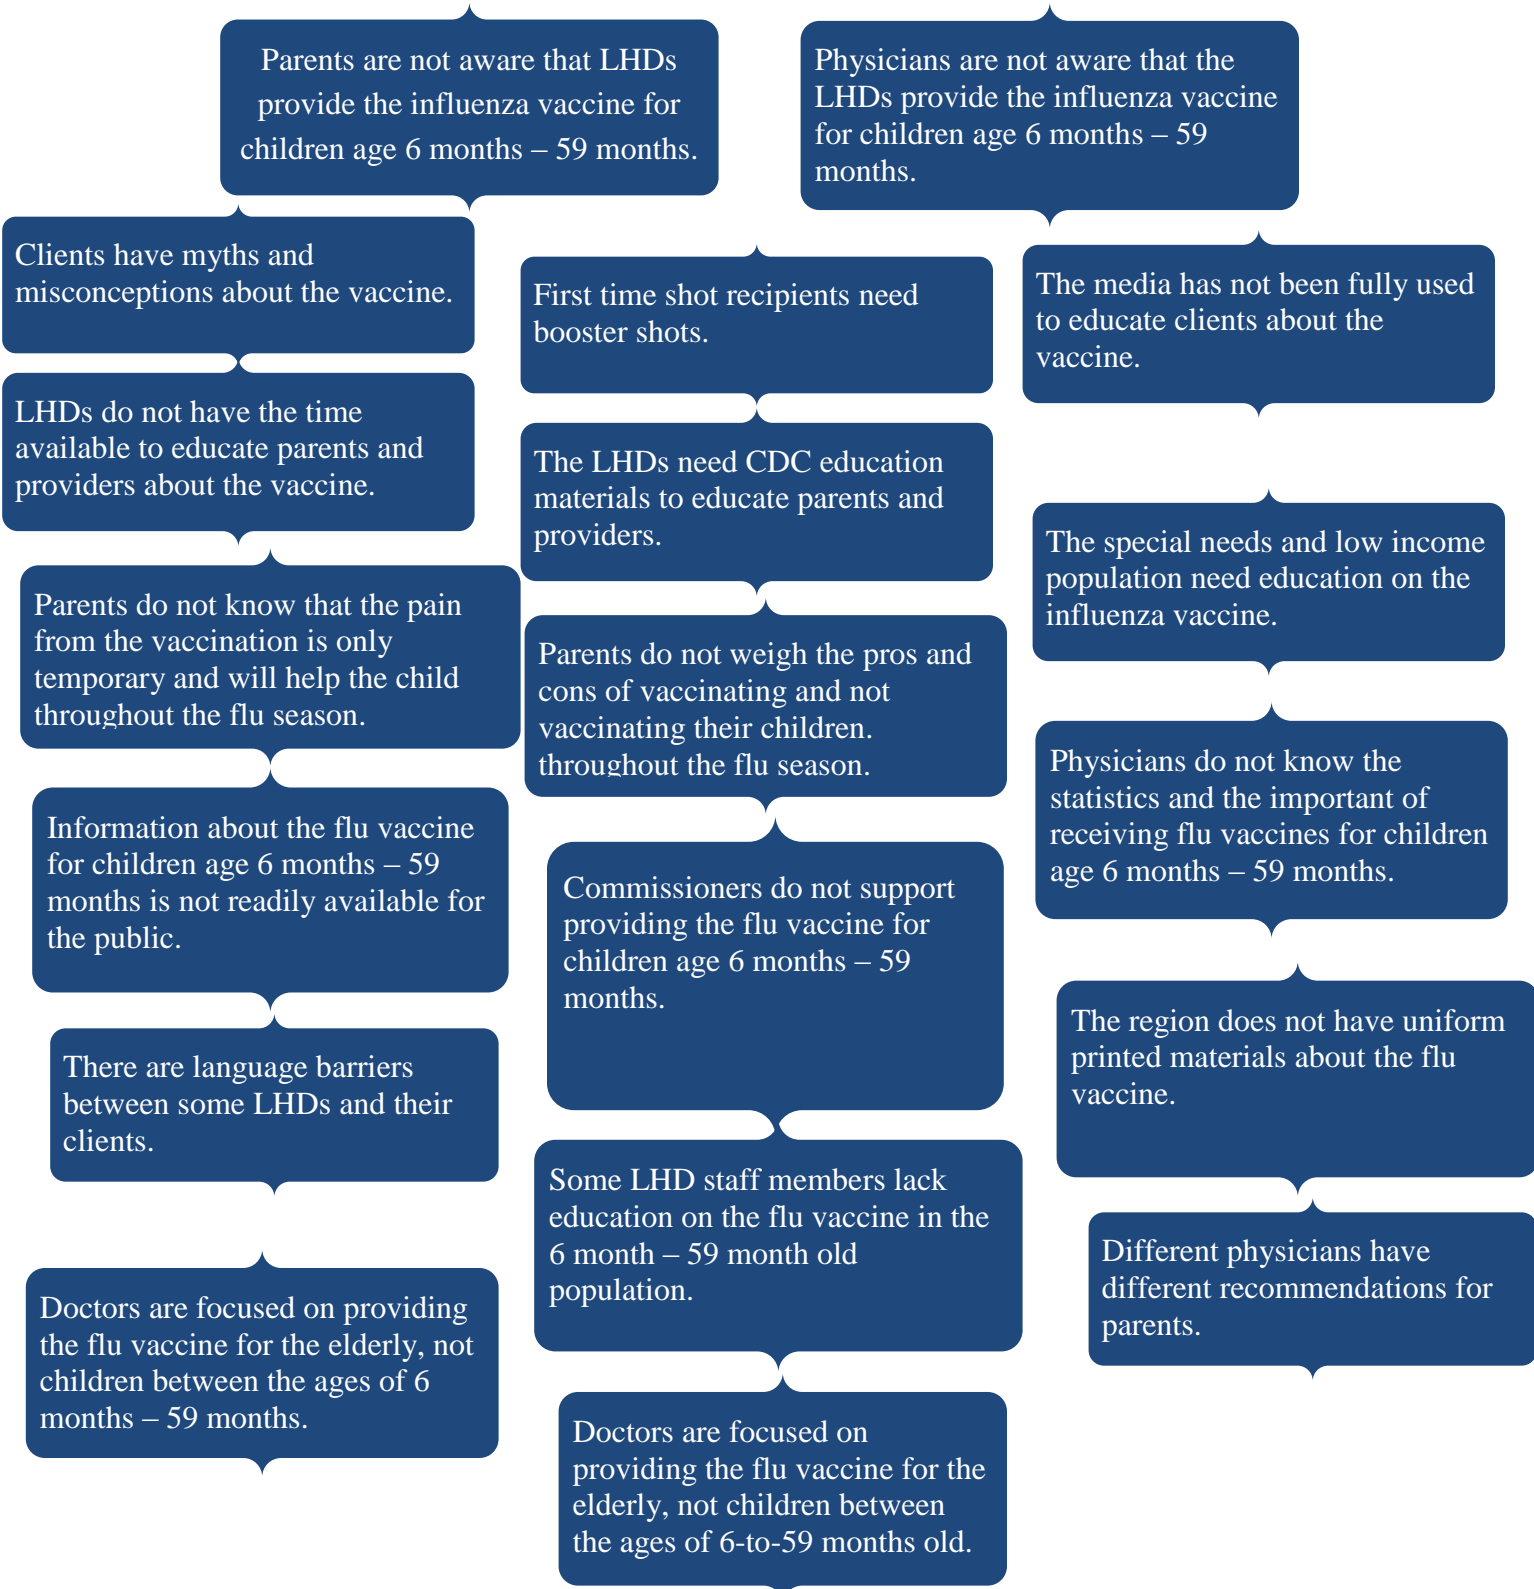 Parents are not aware that LHDs
provide the influenza vaccine for
children age 6 months – 59 months.
Physicians are not aware that the
LHDs provide the influenza vaccine
for children age 6 months – 59
months.
Clients have myths and
misconceptions about the vaccine.
First time shot recipients need
booster shots.
The media has not been fully used
to educate clients about the
vaccine.
LHDs do not have the time
available to educate parents and
providers about the vaccine.
The LHDs need CDC education
materials to educate parents and
providers.
The special needs and low income
population need education on the
influenza vaccine.
Parents do not know that the pain
from the vaccination is only
temporary and will help the child
throughout the flu season.
Parents do not weigh the pros and
cons of vaccinating and not
vaccinating their children.
throughout the flu season.
Physicians do not know the
statistics and the important of
receiving flu vaccines for children
age 6 months – 59 months.
Information about the flu vaccine
for children age 6 months – 59
months is not readily available for
the public.
Commissioners do not support
providing the flu vaccine for
children age 6 months – 59
months.
The region does not have uniform
printed materials about the flu
vaccine.
There are language barriers
between some LHDs and their
clients.
Some LHD staff members lack
education on the flu vaccine in the
6 month – 59 month old
population.
Different physicians have
different recommendations for
parents.
Doctors are focused on providing
the flu vaccine for the elderly, not
children between the ages of 6
months – 59 months.
Doctors are focused on
providing the flu vaccine for the
elderly, not children between
the ages of 6-to-59 months old.